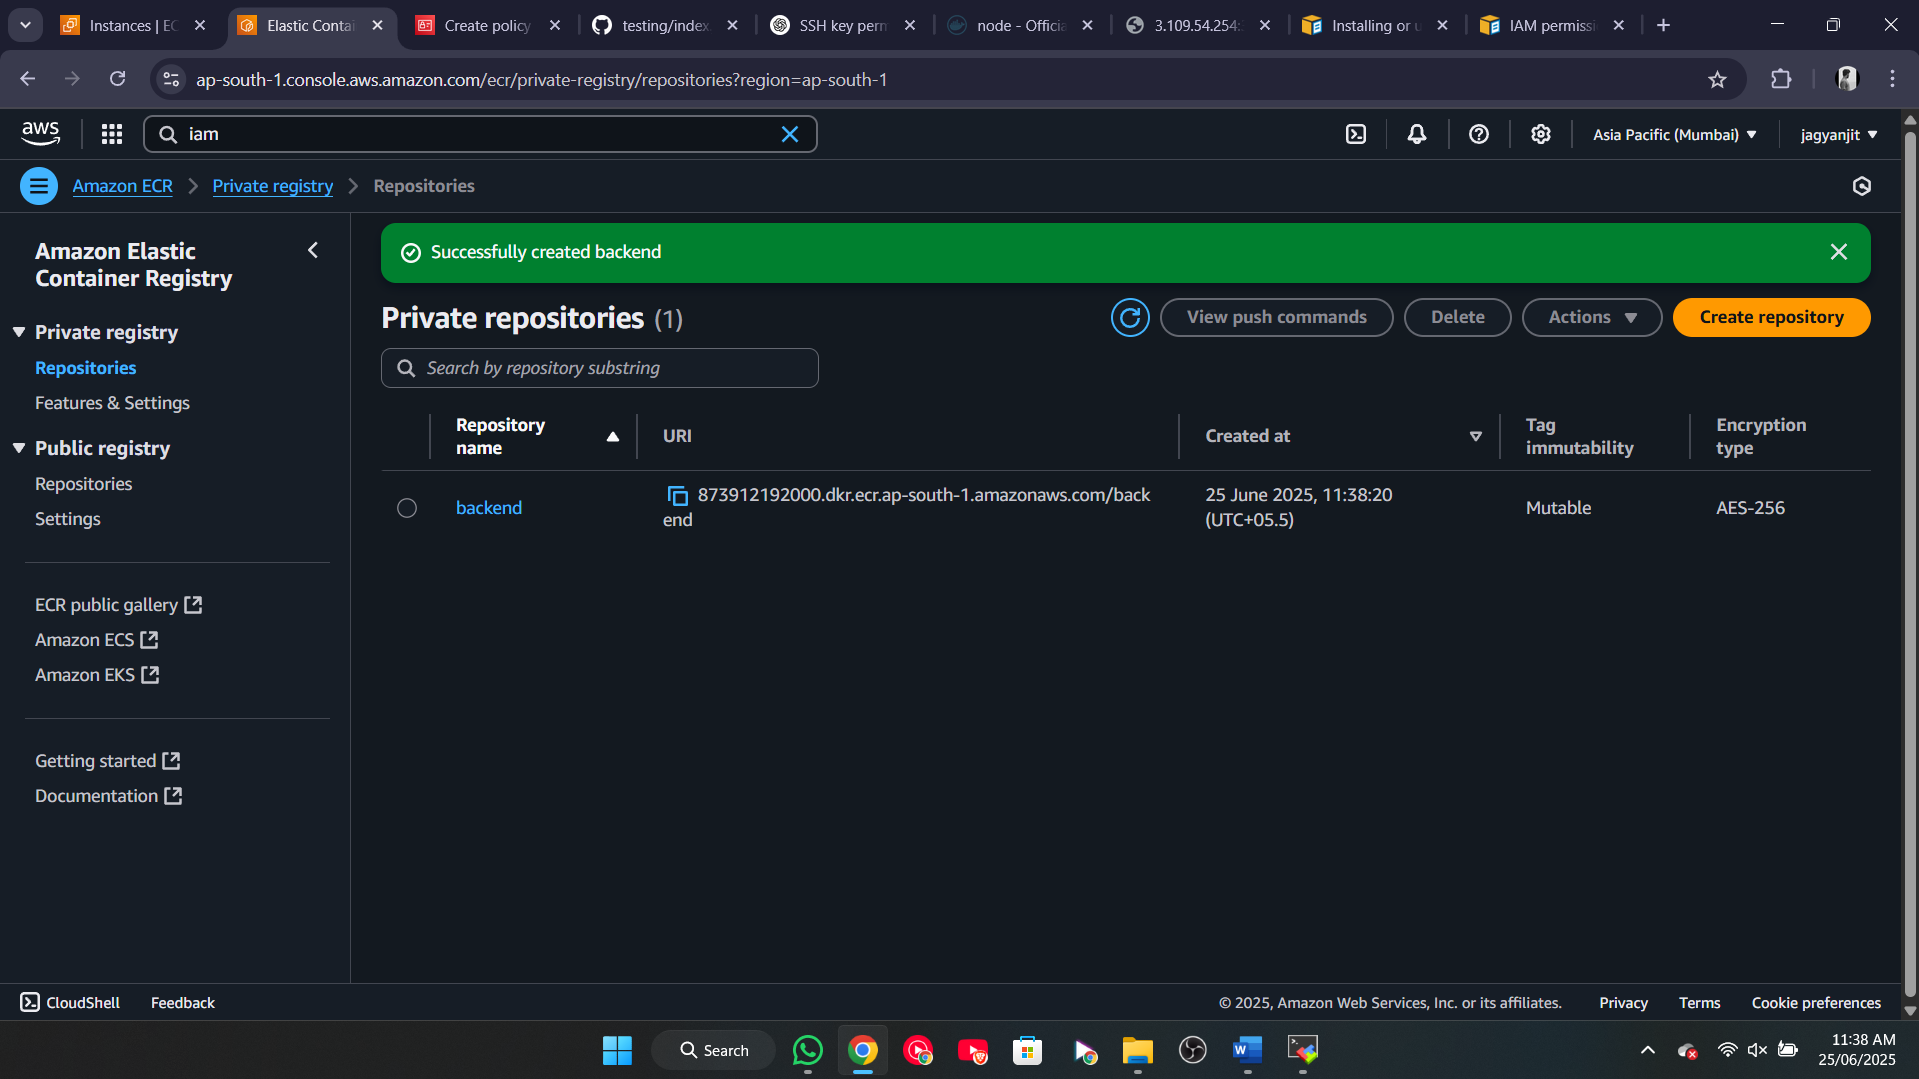 Instances | EC
Elastic Contai
Create policy
testing/index.
SSH key perm
node - Officia
3.109.54.254:
Installing or u
IAM permissi
ap-south-1.console.aws.amazon.com/ecr/private-registry/repositories?region=ap-south-1
aws
iam
Asia Pacific (Mumbai)
jagyanjit
Amazon ECR
Private registry
Repositories
Amazon Elastic
Container Registry
Private registry
Repositories
Features & Settings
Public registry
Repositories
Settings
ECR public gallery
Amazon ECS
Amazon EKS
Getting started
Documentation
Successfully created backend
Private repositories (1)
View push commands
Delete
Actions
Create repository
Search by repository substring
Repository
name
URI
Created at
Tag
immutability
Encryption
type
backend
873912192000.dkr.ecr.ap-south-1.amazonaws.com/back
end
25 June 2025, 11:38:20
(UTC+05.5)
Mutable
AES-256
CloudShell
Feedback
© 2025, Amazon Web Services, Inc. or its affiliates.
Privacy
Terms
Cookie preferences
Search
11:38 AM
25/06/2025